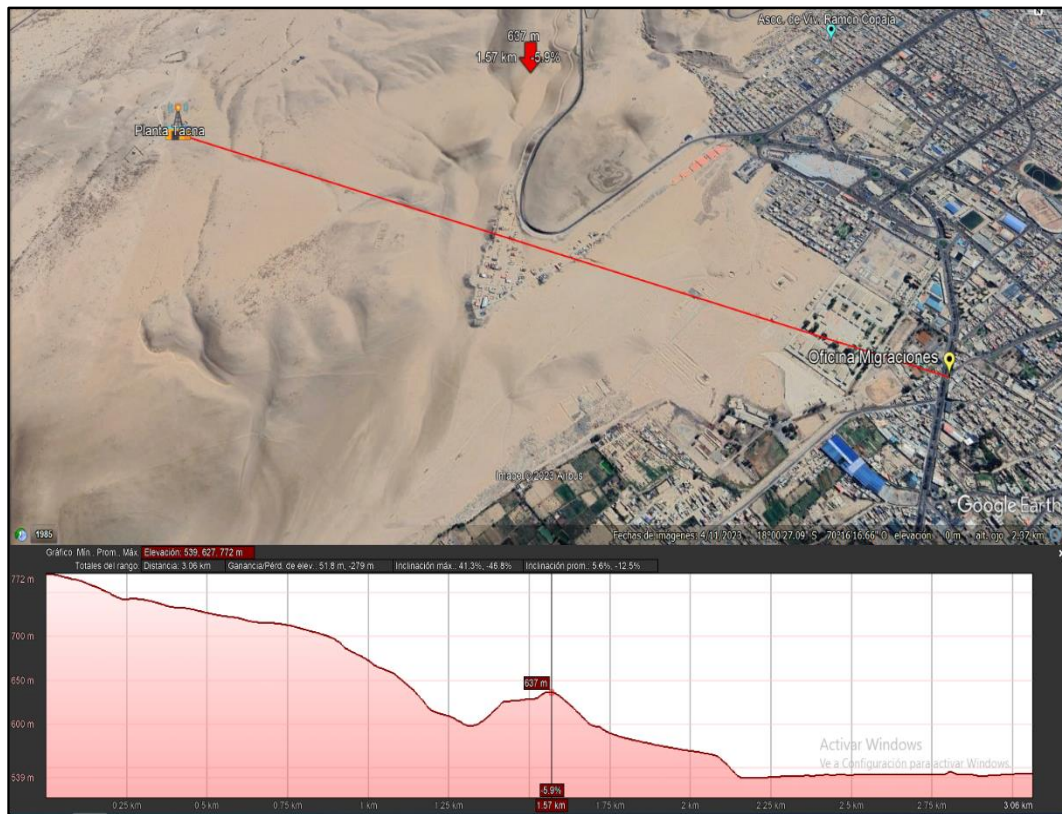 Asoc. de Viv. Ramon Copaja
637 m
1.57 km -5.9%
Planta Tacna
Oficina Migraciones
Google Earth
1985
Fechas de imágenes: 4/11/2023 18°00'27.09" S 70°16'16.66" O elevación 0 m alt. ojo 2.37 km
Gráfico: Mín., Prom., Máx. Elevación: 539, 627, 772 m
Totales del rango: Distancia: 3.06 km Ganancia/Pérd. de elev.: 51.8 m, -279 m Inclinación máx.: 41.3%, -46.8% Inclinación prom.: 5.6%, -12.5%
772 m
700 m
650 m
637 m
600 m
Activar Windows
Ve a Configuración para activar Windows.
539 m
-5.9%
0.25 km 0.5 km 0.75 km 1 km 1.25 km 1.57 km 1.75 km 2 km 2.25 km 2.5 km 2.75 km 3.06 km